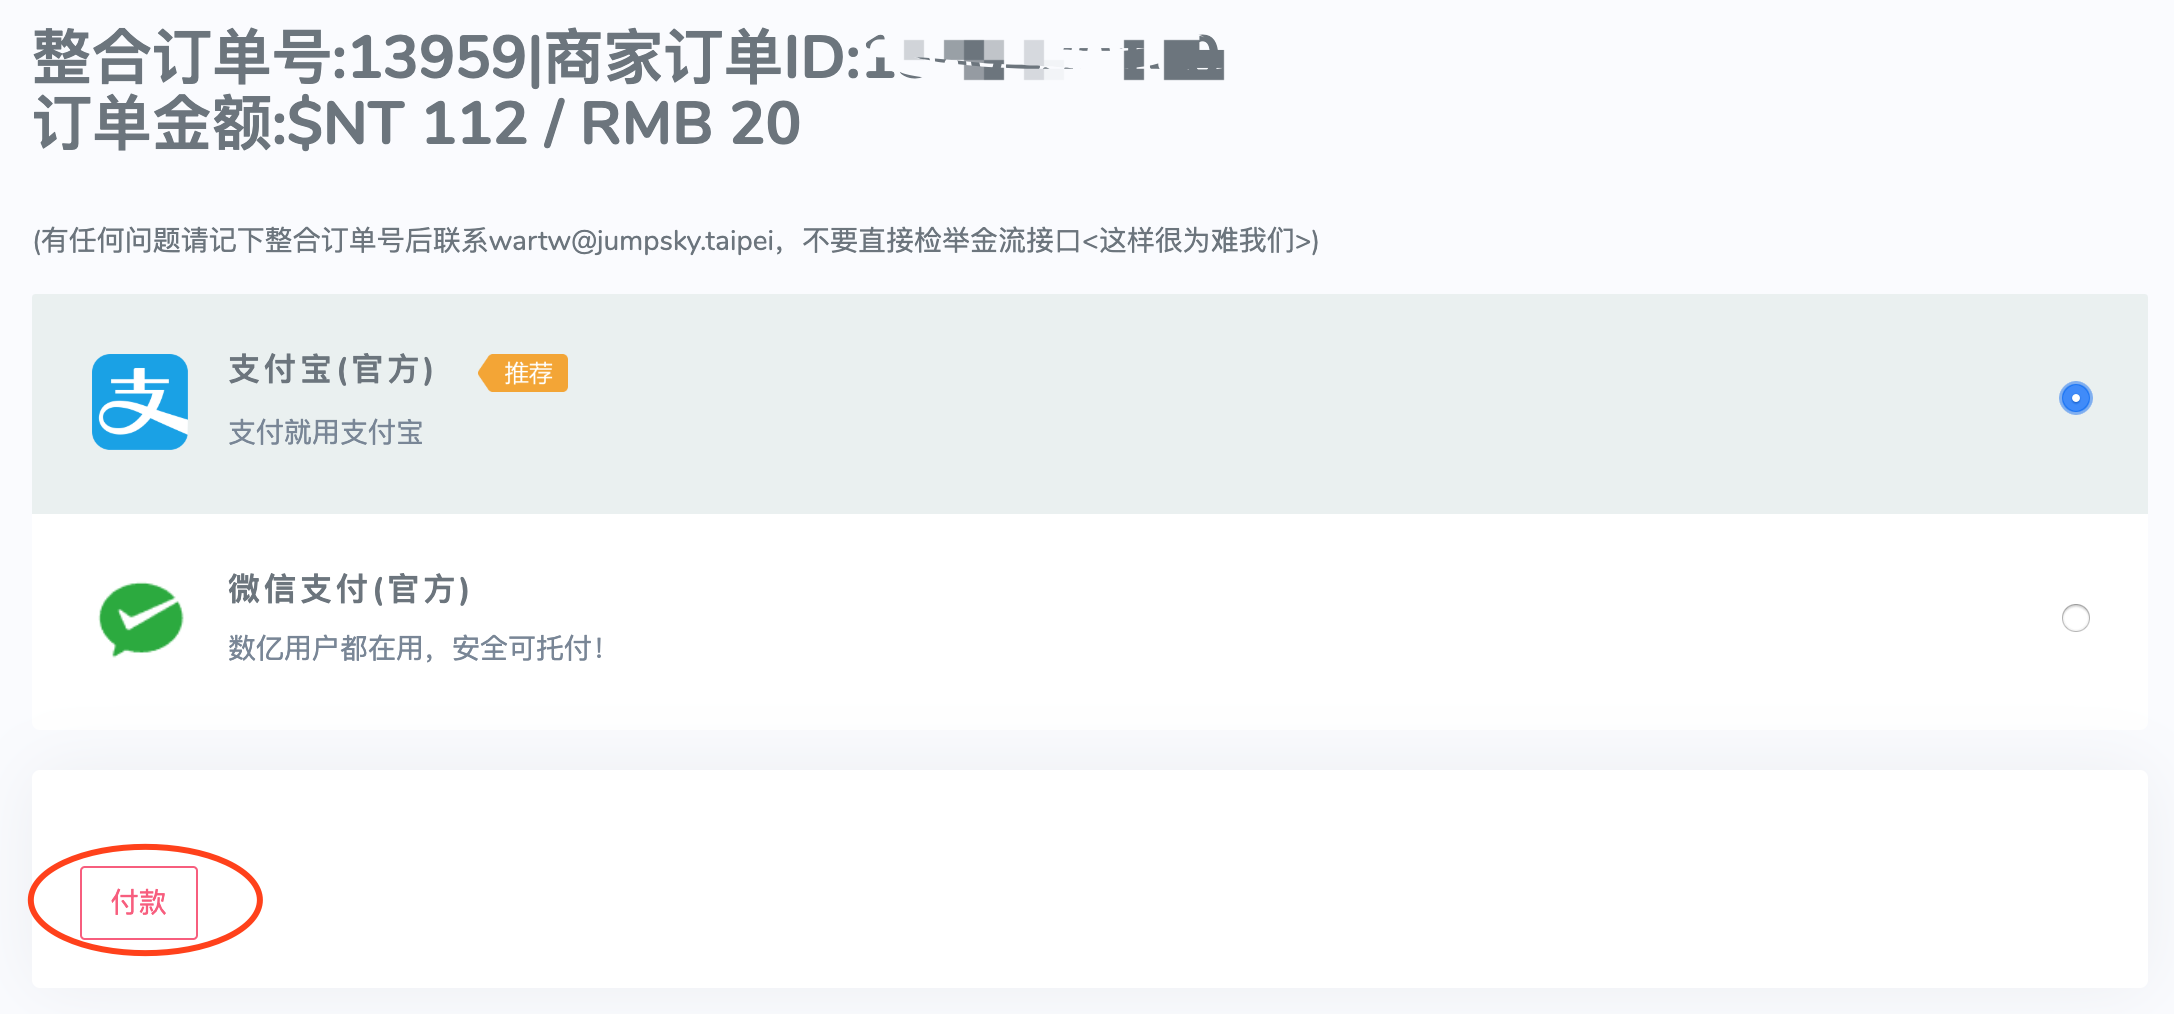 整合订单号:13959|商家订单ID:1
订单金额:$NT 112 / RMB 20
(有任何问题请记下整合订单号后联系wartw@jumpsky.taipei，不要直接检举金流接口<这样很为难我们>)
支付宝(官方) 推荐
支付就用支付宝
微信支付(官方)
数亿用户都在用，安全可托付！
付款